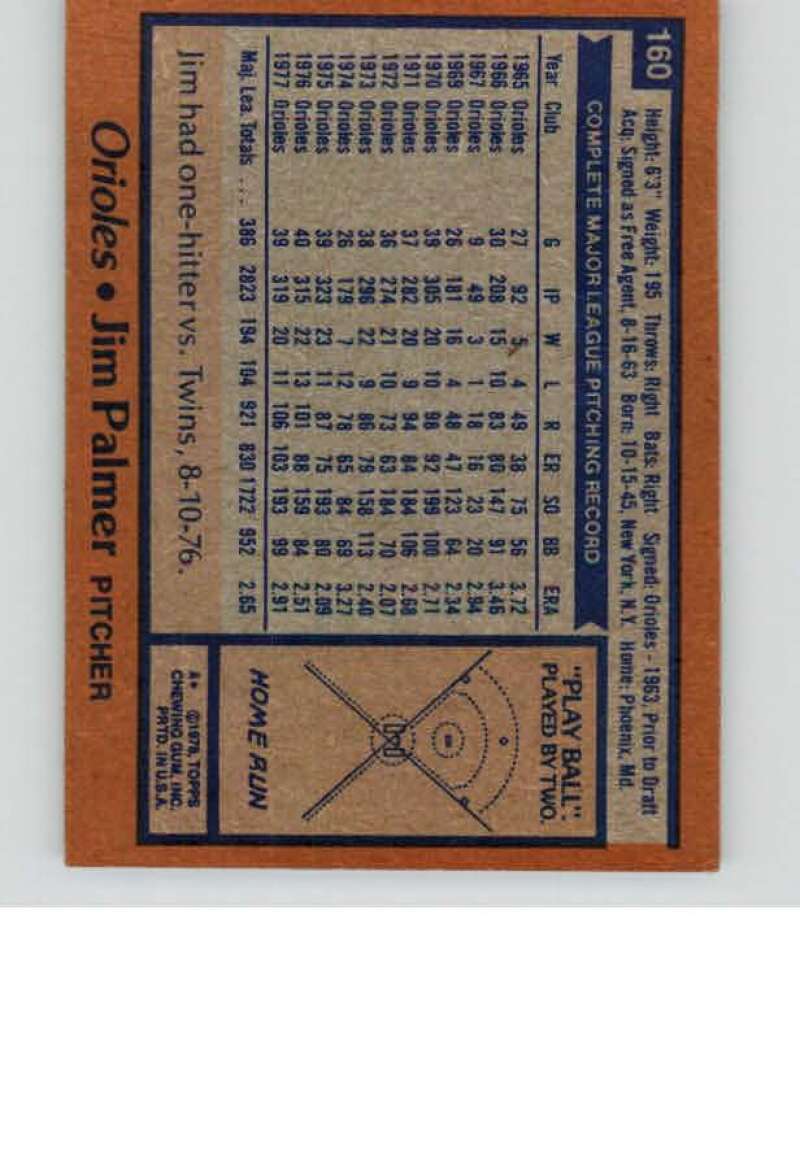 160
Height: 6'3" Weight: 195 Throws: Right Bats: Right Signed: Orioles - 1963, Prior to Draft
Acq. Signed as Free Agent, 8-16-63 Born: 10-15-45, New York, N.Y. Home: Phoenix, Md.
COMPLETE MAJOR LEAGUE PITCHING RECORD
Year Club G IP W L R ER SO BB ERA
1965 Orioles 27 92 5 4 49 38 75 56 3.72
1966 Orioles 30 208 15 10 83 80 147 91 3.46
1967 Orioles 9 49 3 1 18 16 23 20 2.94
1969 Orioles 26 181 16 4 48 47 123 64 2.34
1970 Orioles 39 305 20 10 98 92 199 100 2.71
1971 Orioles 37 282 20 9 94 84 184 106 2.68
1972 Orioles 36 274 21 10 73 63 184 70 2.07
1973 Orioles 38 296 22 9 86 79 158 113 2.40
1974 Orioles 26 179 7 12 78 65 84 69 3.27
1975 Orioles 39 323 23 11 87 75 193 80 2.09
1976 Orioles 40 315 22 13 101 88 159 84 2.51
1977 Orioles 39 319 20 11 106 103 193 99 2.91
Maj. Lea. Totals . . . 386 2823 194 104 921 830 1722 952 2.65
Jim had one-hitter vs. Twins, 8-10-76.
"PLAY BALL"
PLAYED BY TWO.
HOME RUN
A* ©1978, TOPPS
CHEWING GUM, INC.
PRTD. IN U.S.A.
Orioles • Jim Palmer PITCHER